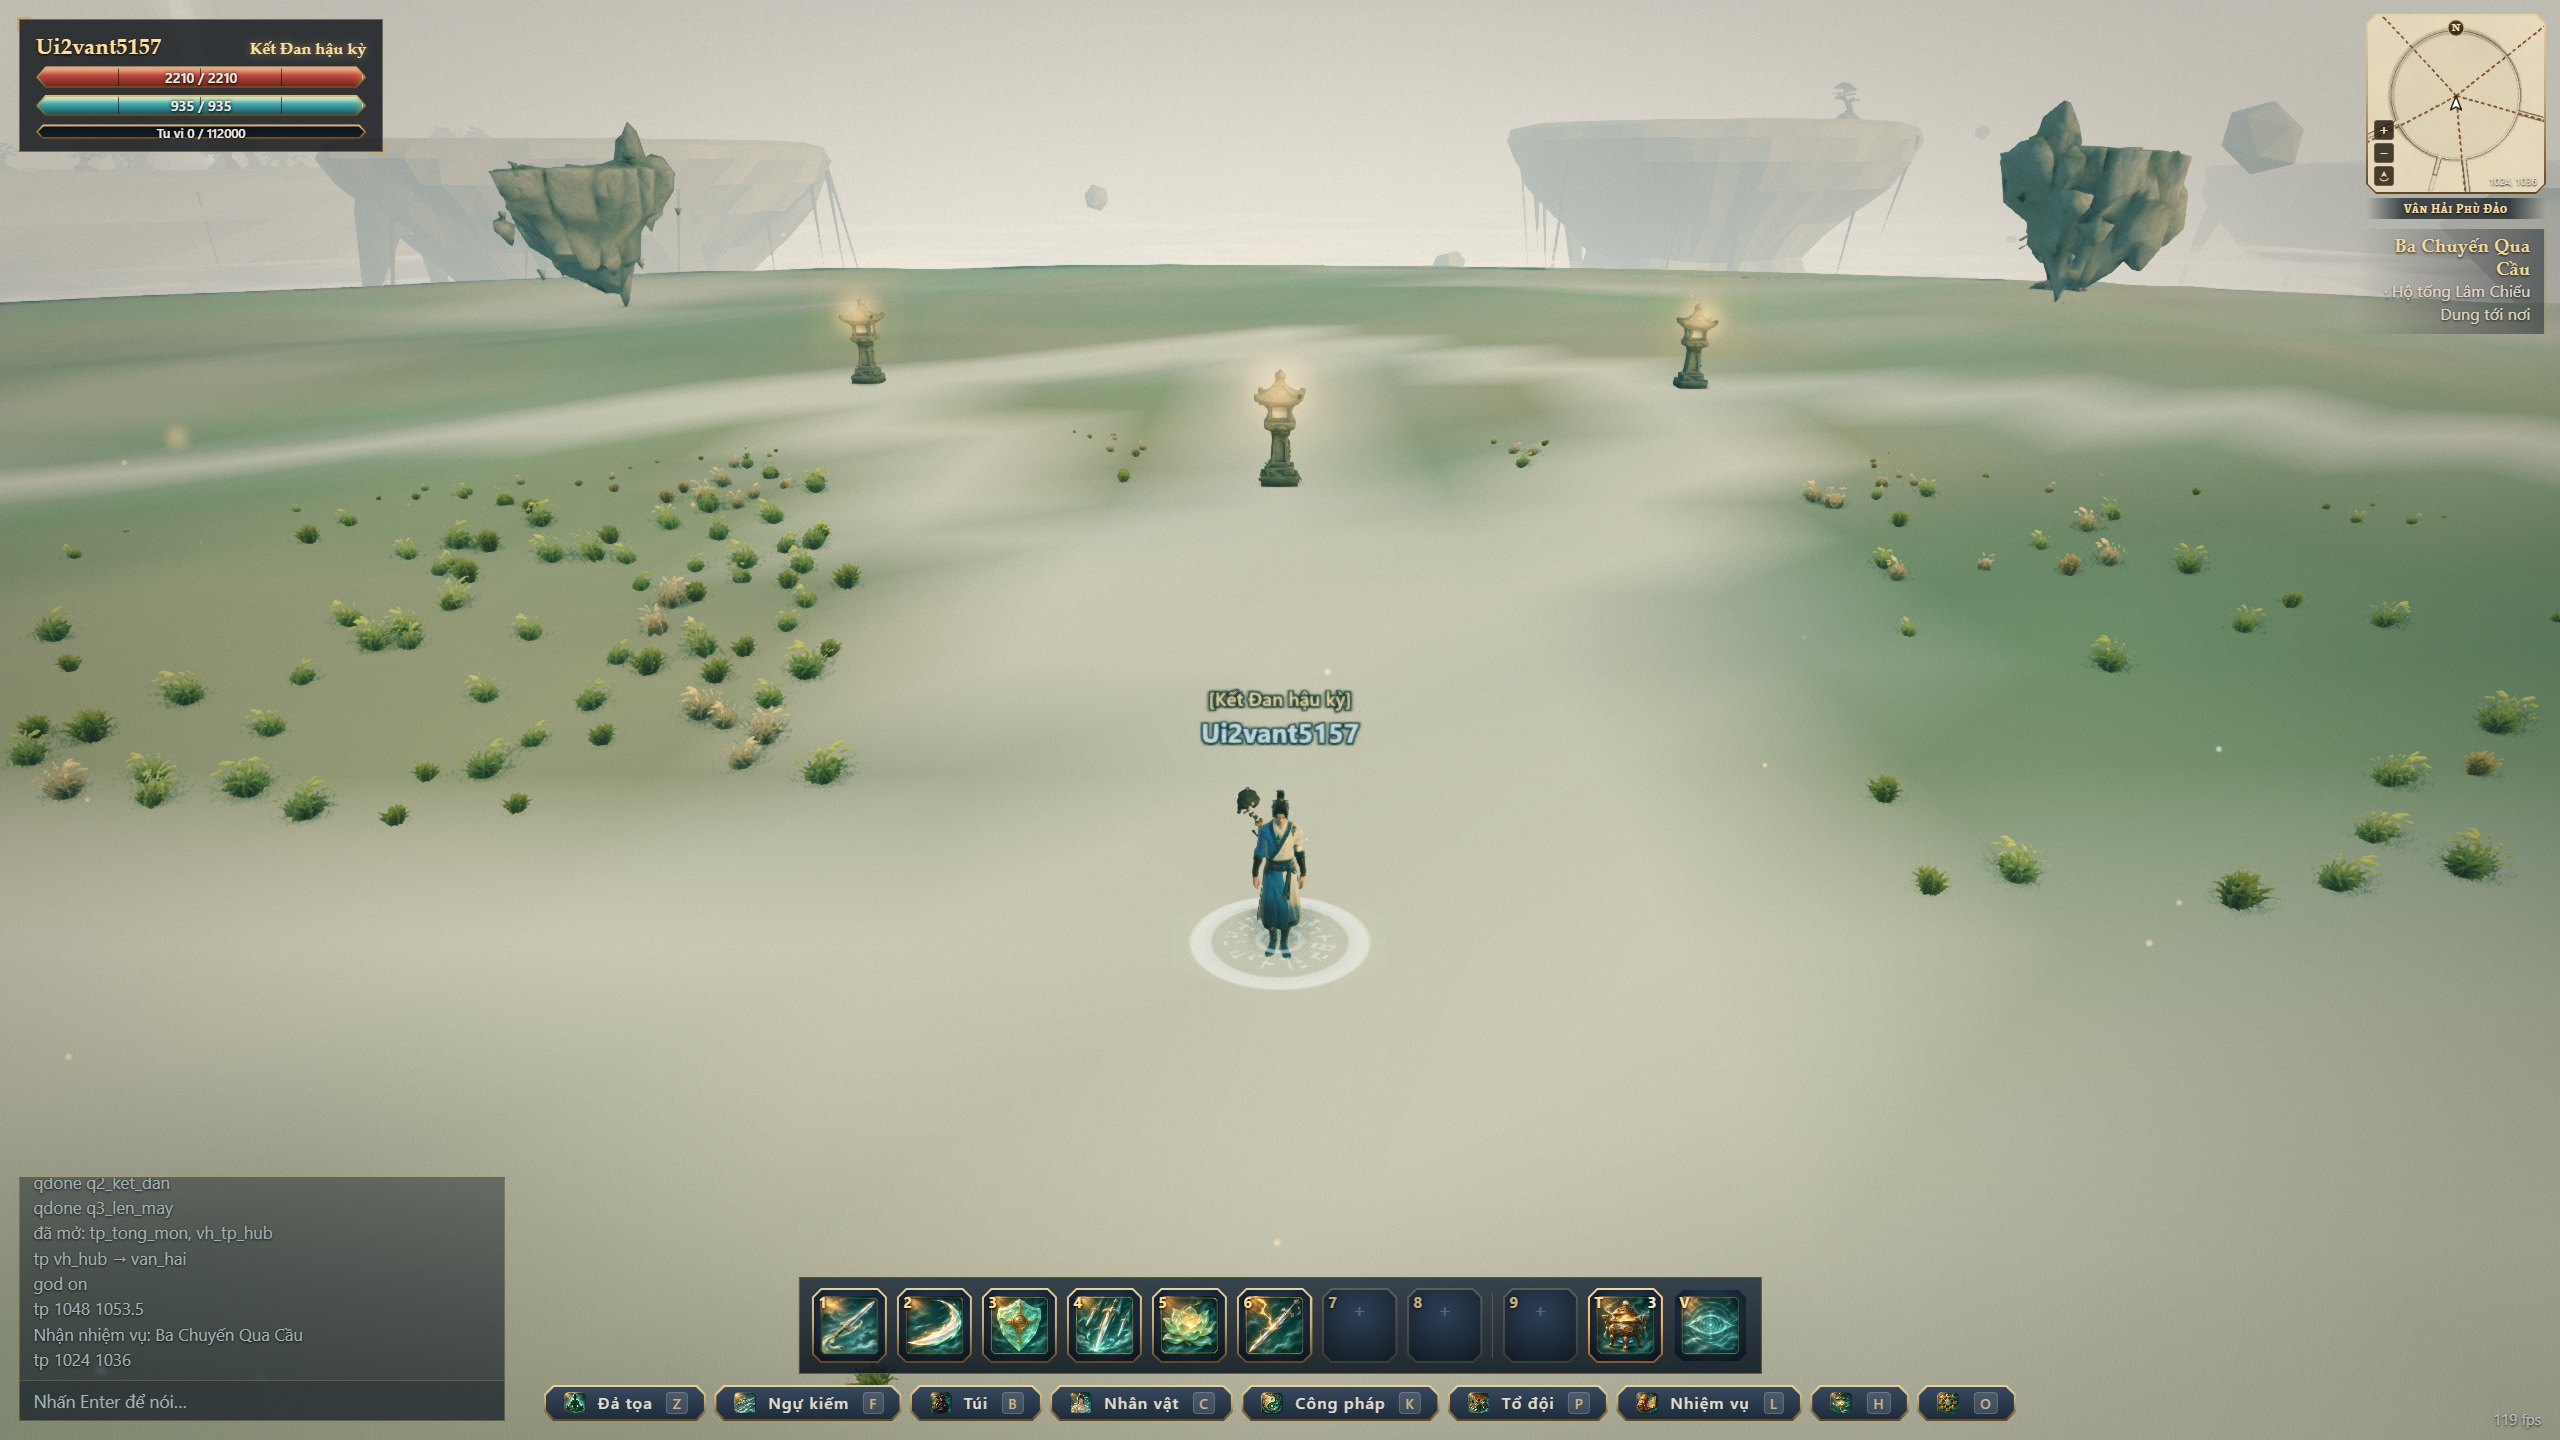 Ui2vant5157
Kết Đan hậu kỳ
2210 / 2210
935 / 935
Tu vi 0 / 112000
N
+
−
1024, 1036
Vân Hải Phù Đảo
Ba Chuyến Qua
Cầu
· Hộ tống Lâm Chiếu
Dung tới nơi
[Kết Đan hậu kỳ]
Ui2vant5157
qdone q2_ket_dan
qdone q3_len_may
đã mở: tp_tong_mon, vh_tp_hub
tp vh_hub → van_hai
god on
tp 1048 1053.5
Nhận nhiệm vụ: Ba Chuyến Qua Cầu
tp 1024 1036
Nhấn Enter để nói...
1 2 3 4 5 6 7 + 8 + 9 + T 3 V
Đả tọa Z
Ngự kiếm F
Túi B
Nhân vật C
Công pháp K
Tổ đội P
Nhiệm vụ L
H
O
119 fps